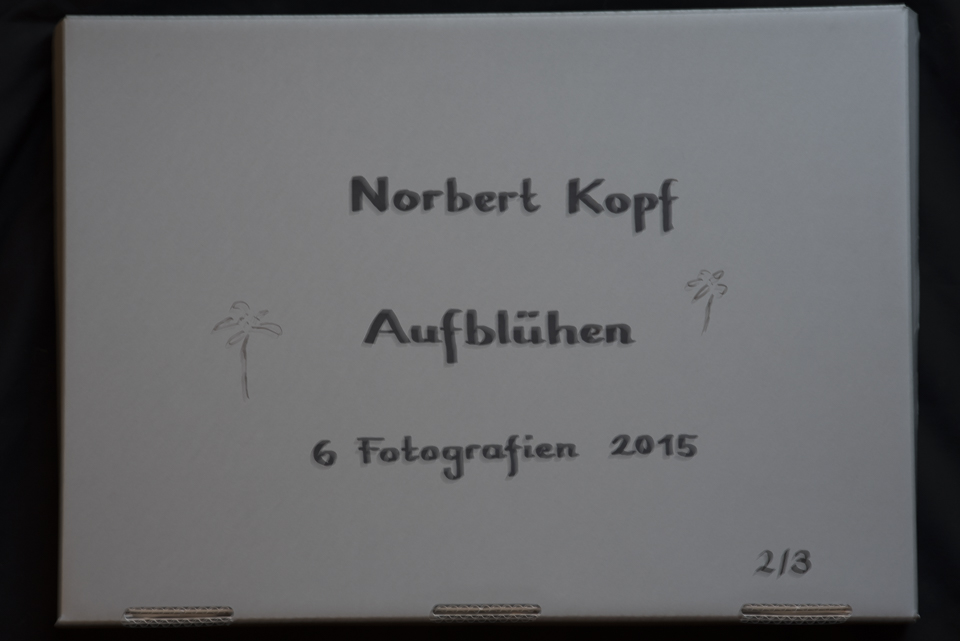 Norbert Kopf
Aufblühen
6 Fotografien 2015
2/3